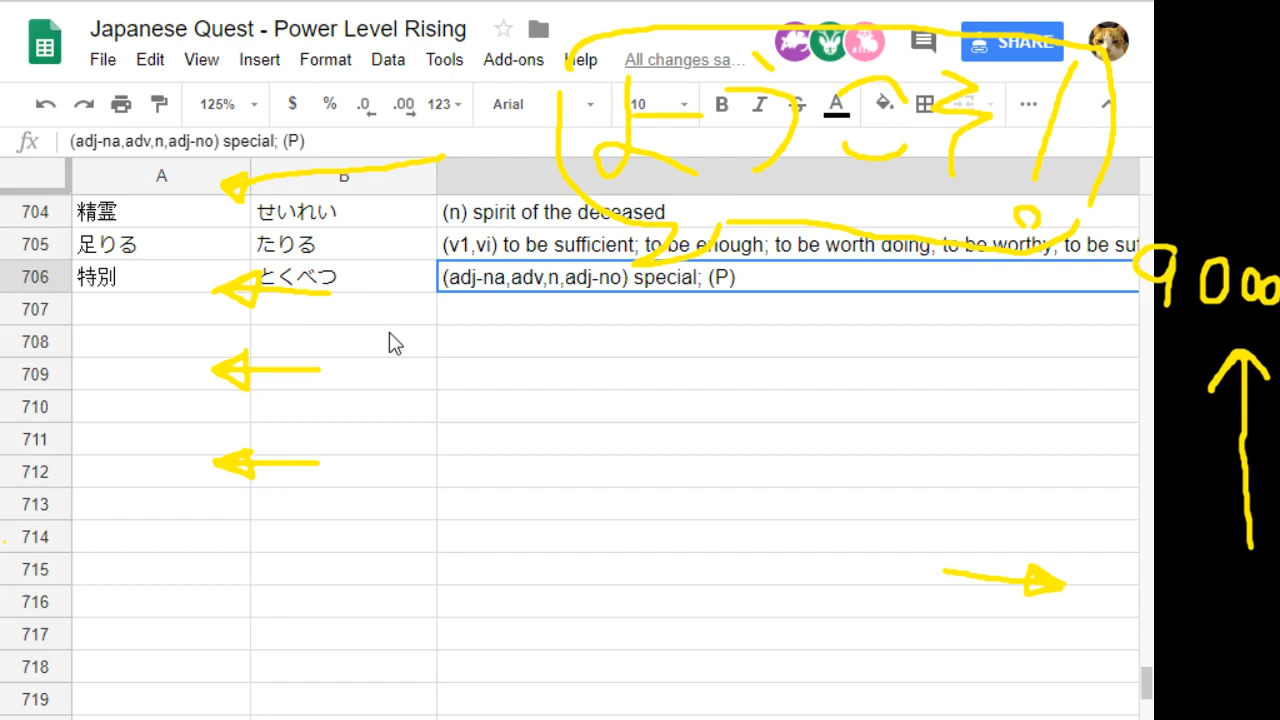 Japanese Quest - Power Level Rising
File Edit View Insert Format Data Tools Add-ons Help All changes sa... SHARE
125% $ % .0 .00 123 Arial 10 B I S A ...
fx (adj-na,adv,n,adj-no) special; (P)
A B
704 精霊 せいれい (n) spirit of the deceased
705 足りる たりる (v1,vi) to be sufficient; to be enough; to be worth doing; to be worthy; to be suf
706 特別 とくべつ (adj-na,adv,n,adj-no) special; (P)
707
708
709
710
711
712
713
714
715
716
717
718
719
よっこ
9000